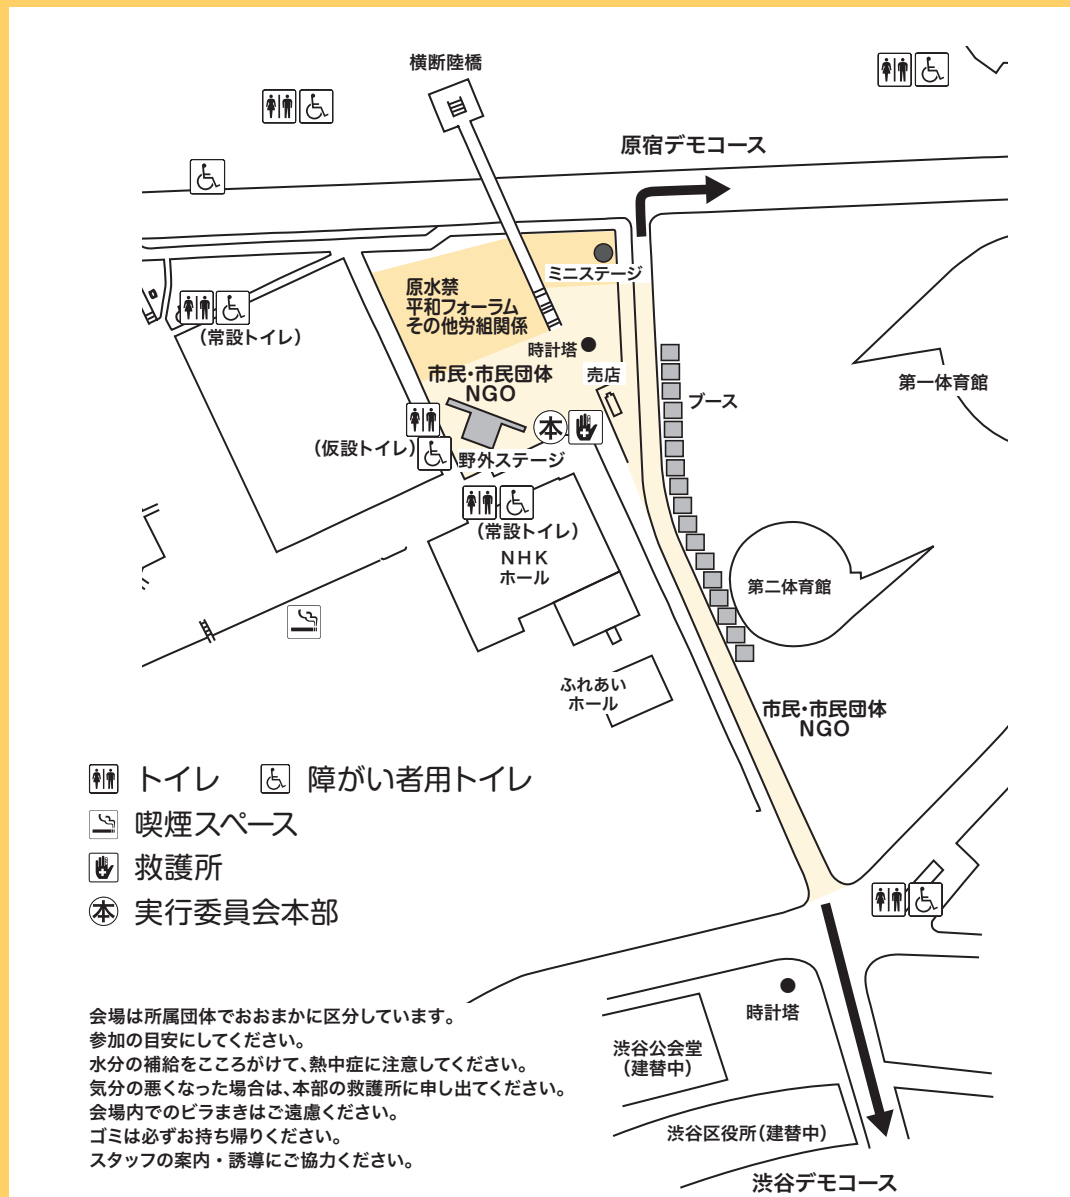 横断陸橋
原宿デモコース
ミニステージ
原水禁
平和フォーラム
その他労組関係
(常設トイレ)
時計塔
市民・市民団体
NGO
売店
ブース
第一体育館
本
(仮設トイレ)
野外ステージ
(常設トイレ)
NHK
ホール
第二体育館
ふれあい
ホール
市民・市民団体
NGO
トイレ 障がい者用トイレ
喫煙スペース
救護所
本 実行委員会本部
時計塔
渋谷公会堂
(建替中)
渋谷区役所(建替中)
渋谷デモコース
会場は所属団体でおおまかに区分しています。
参加の目安にしてください。
水分の補給をこころがけて、熱中症に注意してください。
気分の悪くなった場合は、本部の救護所に申し出てください。
会場内でのビラまきはご遠慮ください。
ゴミは必ずお持ち帰りください。
スタッフの案内・誘導にご協力ください。